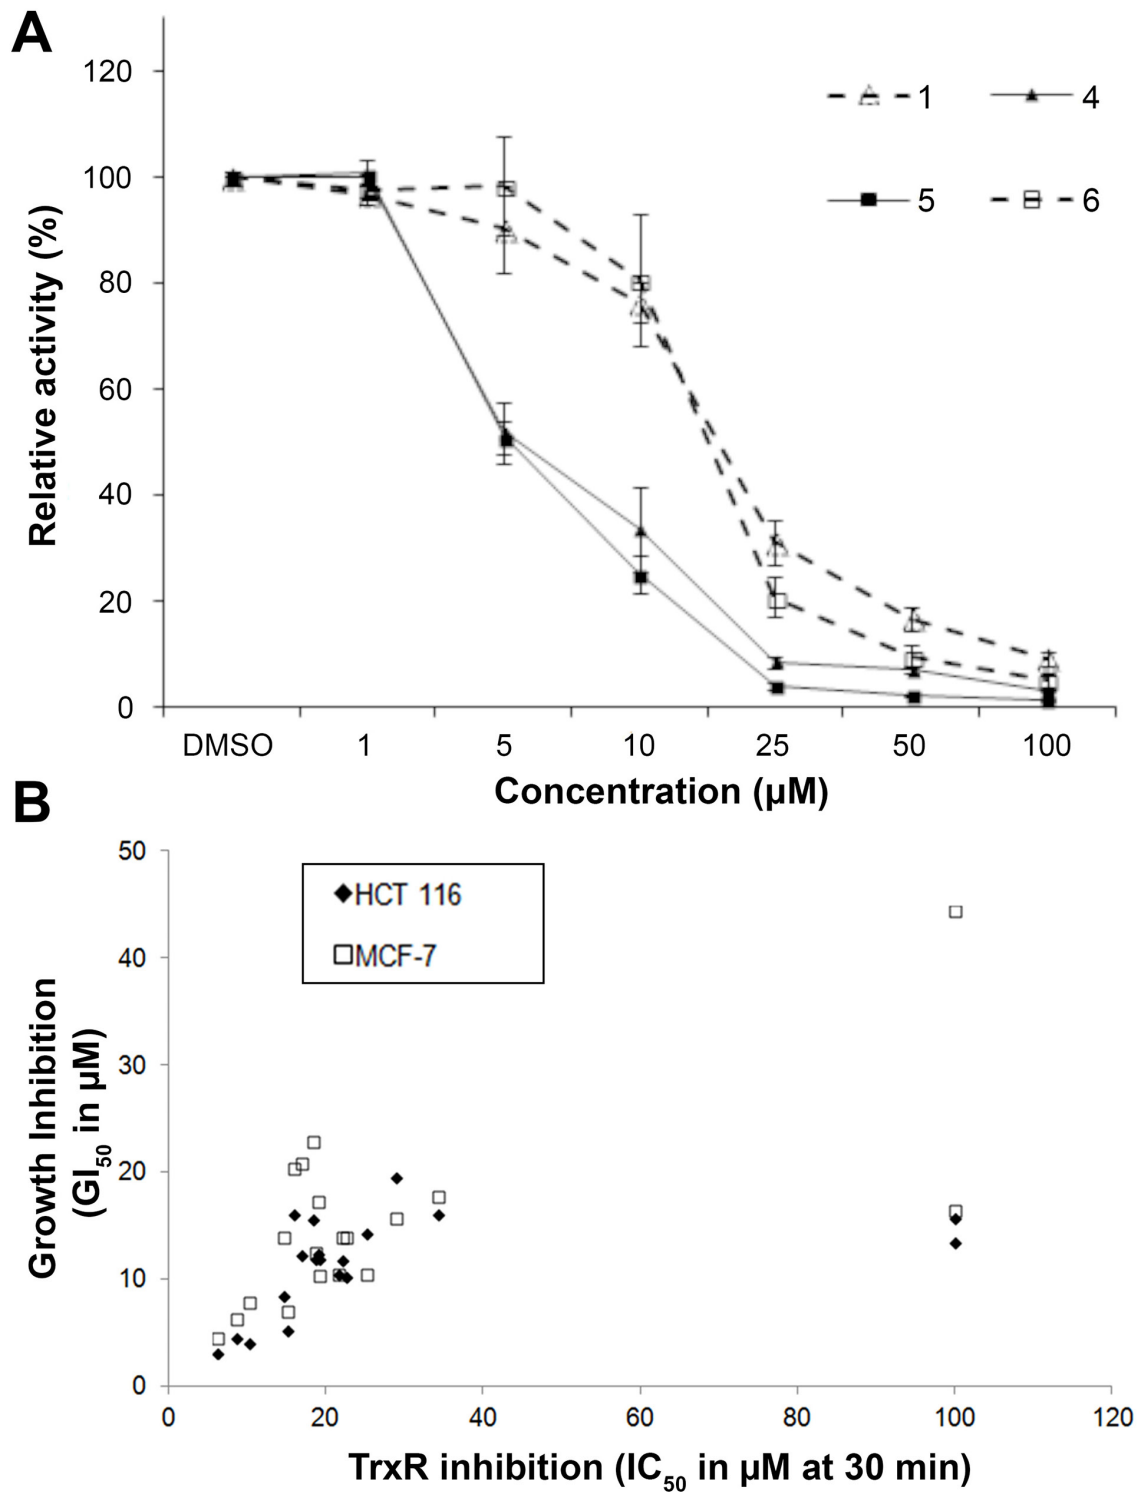 A
120
100
80
60
40
20
0
Relative activity (%)
1
4
5
6
DMSO 1 5 10 25 50 100
Concentration (µM)
B
50
40
30
20
10
0
Growth Inhibition
(GI50 in µM)
HCT 116
MCF-7
0 20 40 60 80 100 120
TrxR inhibition (IC50 in µM at 30 min)